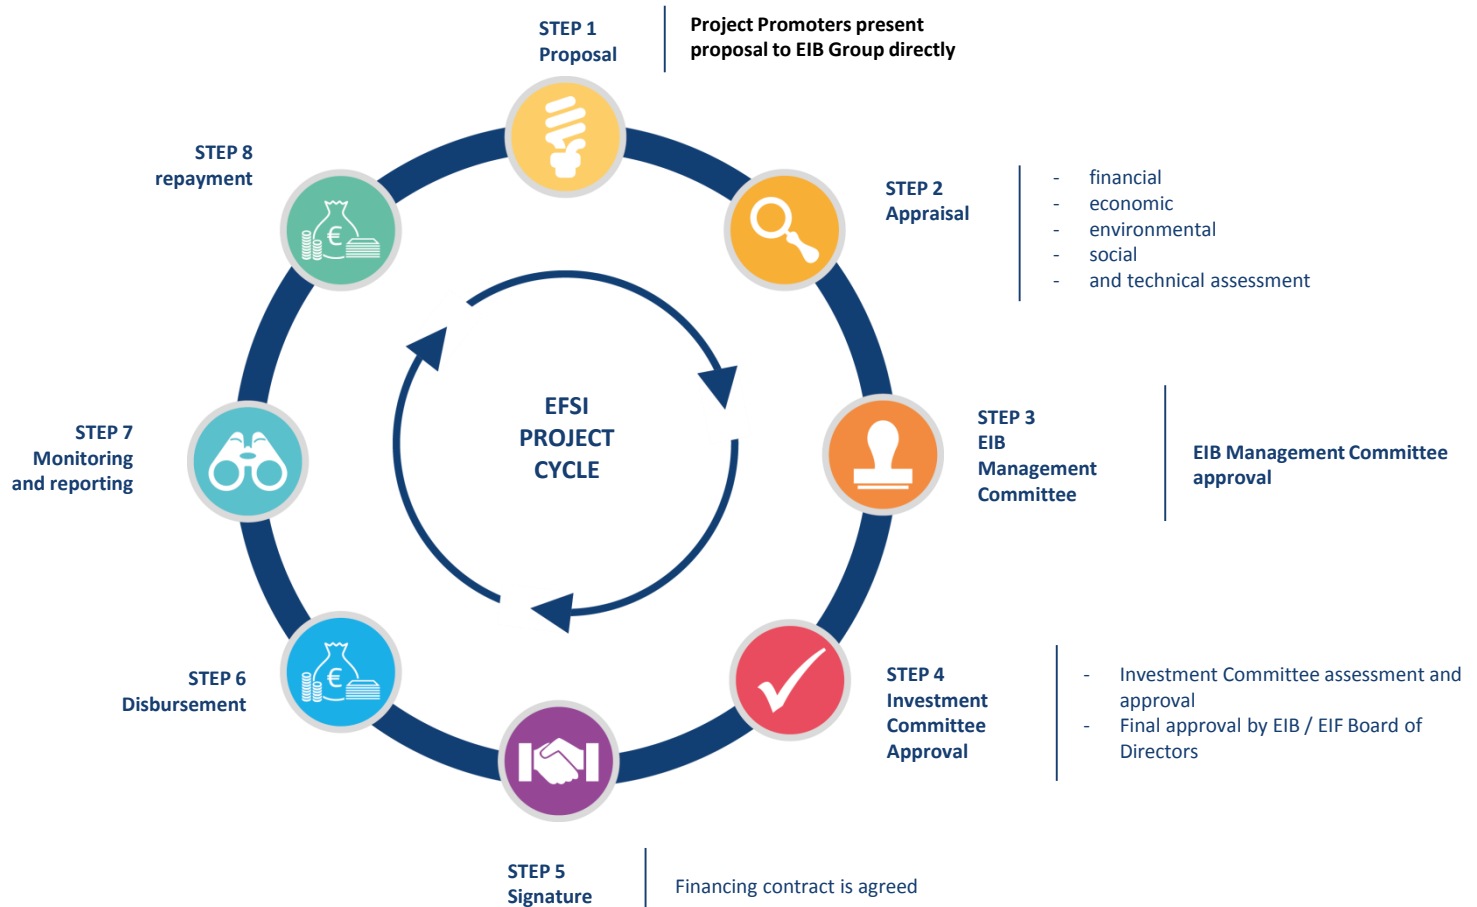 STEP 1
Proposal
Project Promoters present
proposal to EIB Group directly
STEP 2
Appraisal
- financial
- economic
- environmental
- social
- and technical assessment
STEP 3
EIB
Management
Committee
EIB Management Committee
approval
STEP 4
Investment
Committee
Approval
- Investment Committee assessment and
approval
- Final approval by EIB / EIF Board of
Directors
STEP 5
Signature
Financing contract is agreed
STEP 6
Disbursement
€
STEP 7
Monitoring
and reporting
STEP 8
repayment
€
EFSI
PROJECT
CYCLE